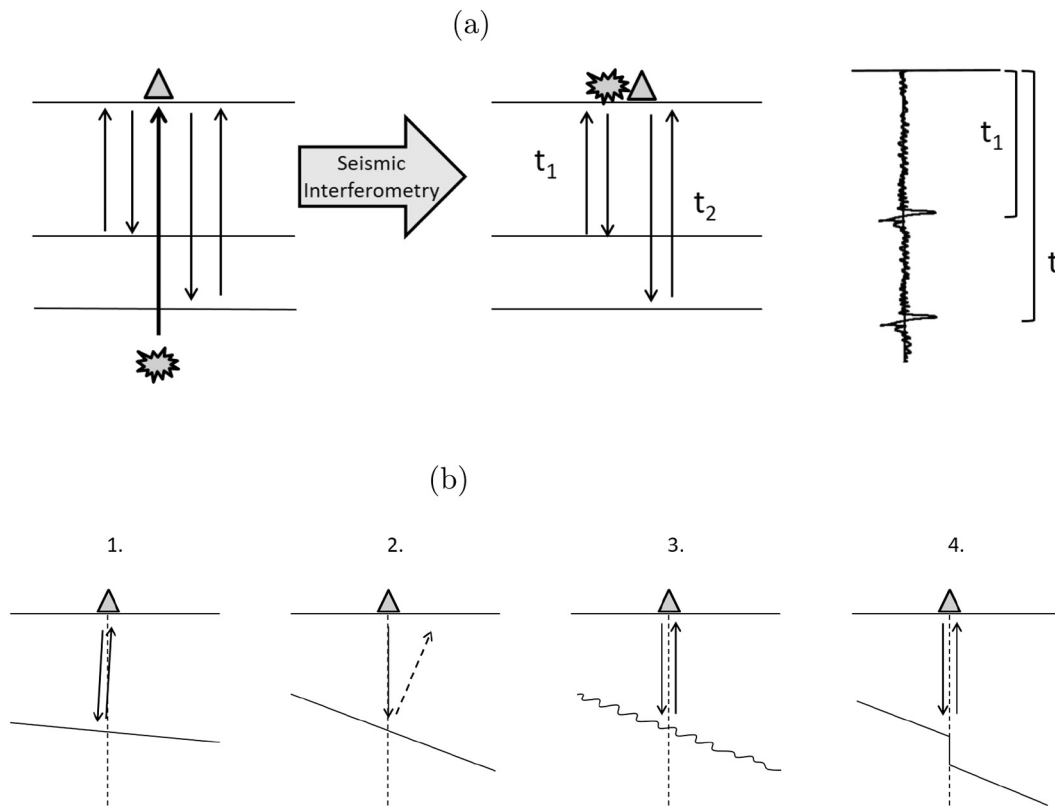 (a)
Seismic
Interferometry
t₁
t₂
t₁
t
(b)
1. 2. 3. 4.